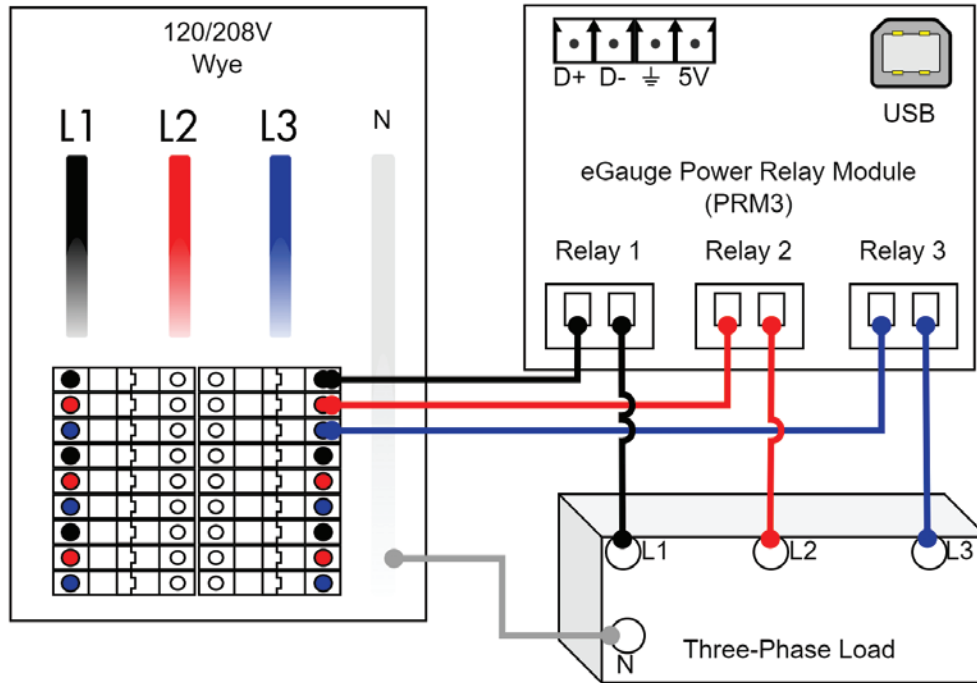 120/208V
Wye
L1 L2 L3 N
D+ D- ⏚ 5V
USB
eGauge Power Relay Module
(PRM3)
Relay 1 Relay 2 Relay 3
L1 L2 L3
N
Three-Phase Load